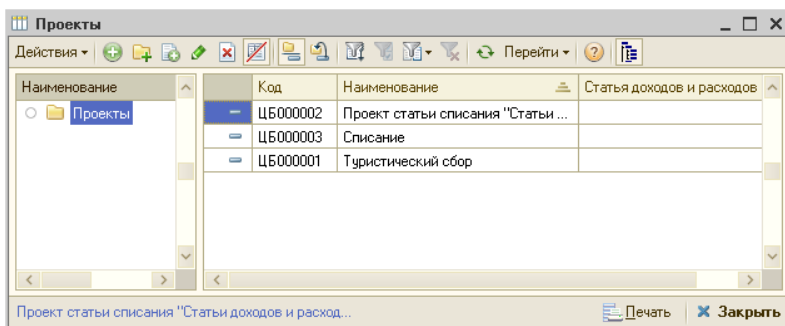 Проекты
Действия Перейти
Наименование Код Наименование Статья доходов и расходов
Проекты ЦБ000002 Проект статьи списания "Статьи ...
ЦБ000003 Списание
ЦБ000001 Туристический сбор
Проект статьи списания "Статьи доходов и расход... Печать Закрыть